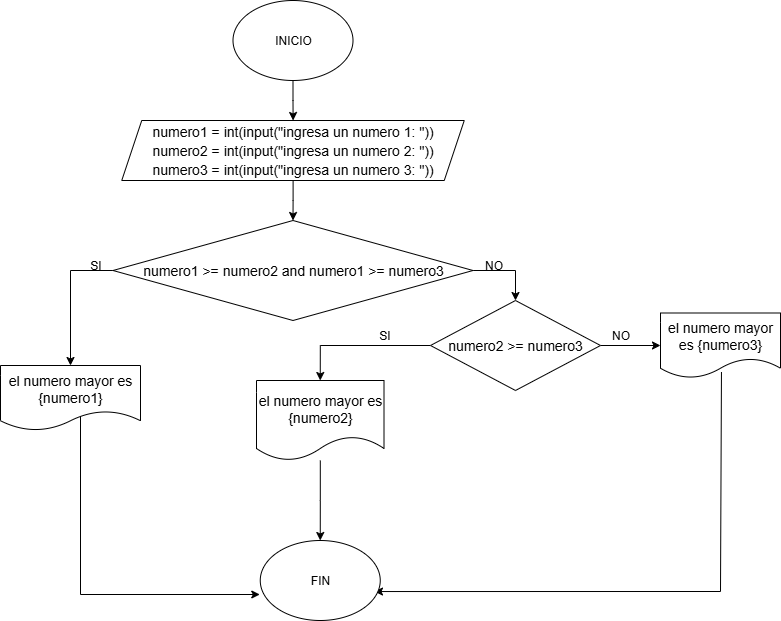 INICIO
numero1 = int(input("ingresa un numero 1: "))
numero2 = int(input("ingresa un numero 2: "))
numero3 = int(input("ingresa un numero 3: "))
SI
numero1 >= numero2 and numero1 >= numero3
NO
SI
numero2 >= numero3
NO
el numero mayor
es {numero3}
el numero mayor es
{numero1}
el numero mayor es
{numero2}
FIN